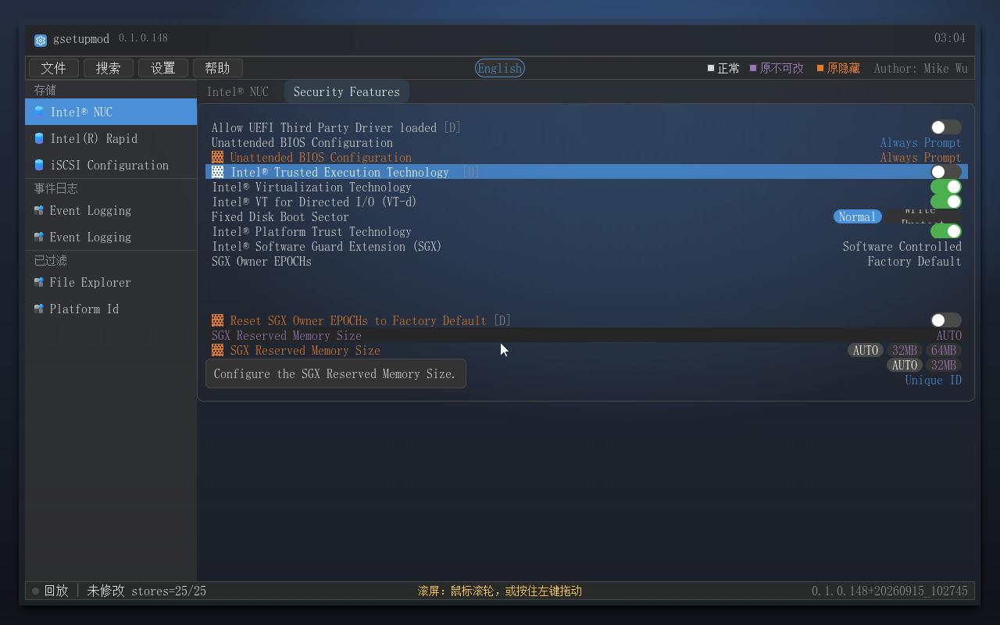 gsetupmod 0.1.0.148 03:04
文件 搜索 设置 帮助 English 正常 原不可改 原隐藏 Author: Mike Wu
存储
Intel® NUC
Intel(R) Rapid
iSCSI Configuration
事件日志
Event Logging
Event Logging
已过滤
File Explorer
Platform Id
Intel® NUC Security Features
Allow UEFI Third Party Driver loaded [D]
Unattended BIOS Configuration Always Prompt
Unattended BIOS Configuration Always Prompt
Intel® Trusted Execution Technology [D]
Intel® Virtualization Technology
Intel® VT for Directed I/O (VT-d)
Fixed Disk Boot Sector Normal Write Protect
Intel® Platform Trust Technology
Intel® Software Guard Extension (SGX) Software Controlled
SGX Owner EPOCHs Factory Default
Reset SGX Owner EPOCHs to Factory Default [D]
SGX Reserved Memory Size AUTO
SGX Reserved Memory Size AUTO 32MB 64MB
AUTO 32MB
Configure the SGX Reserved Memory Size.
Unique ID
回放 未修改 stores=25/25 滚屏: 鼠标滚轮, 或按住左键拖动 0.1.0.148+20260915_102745